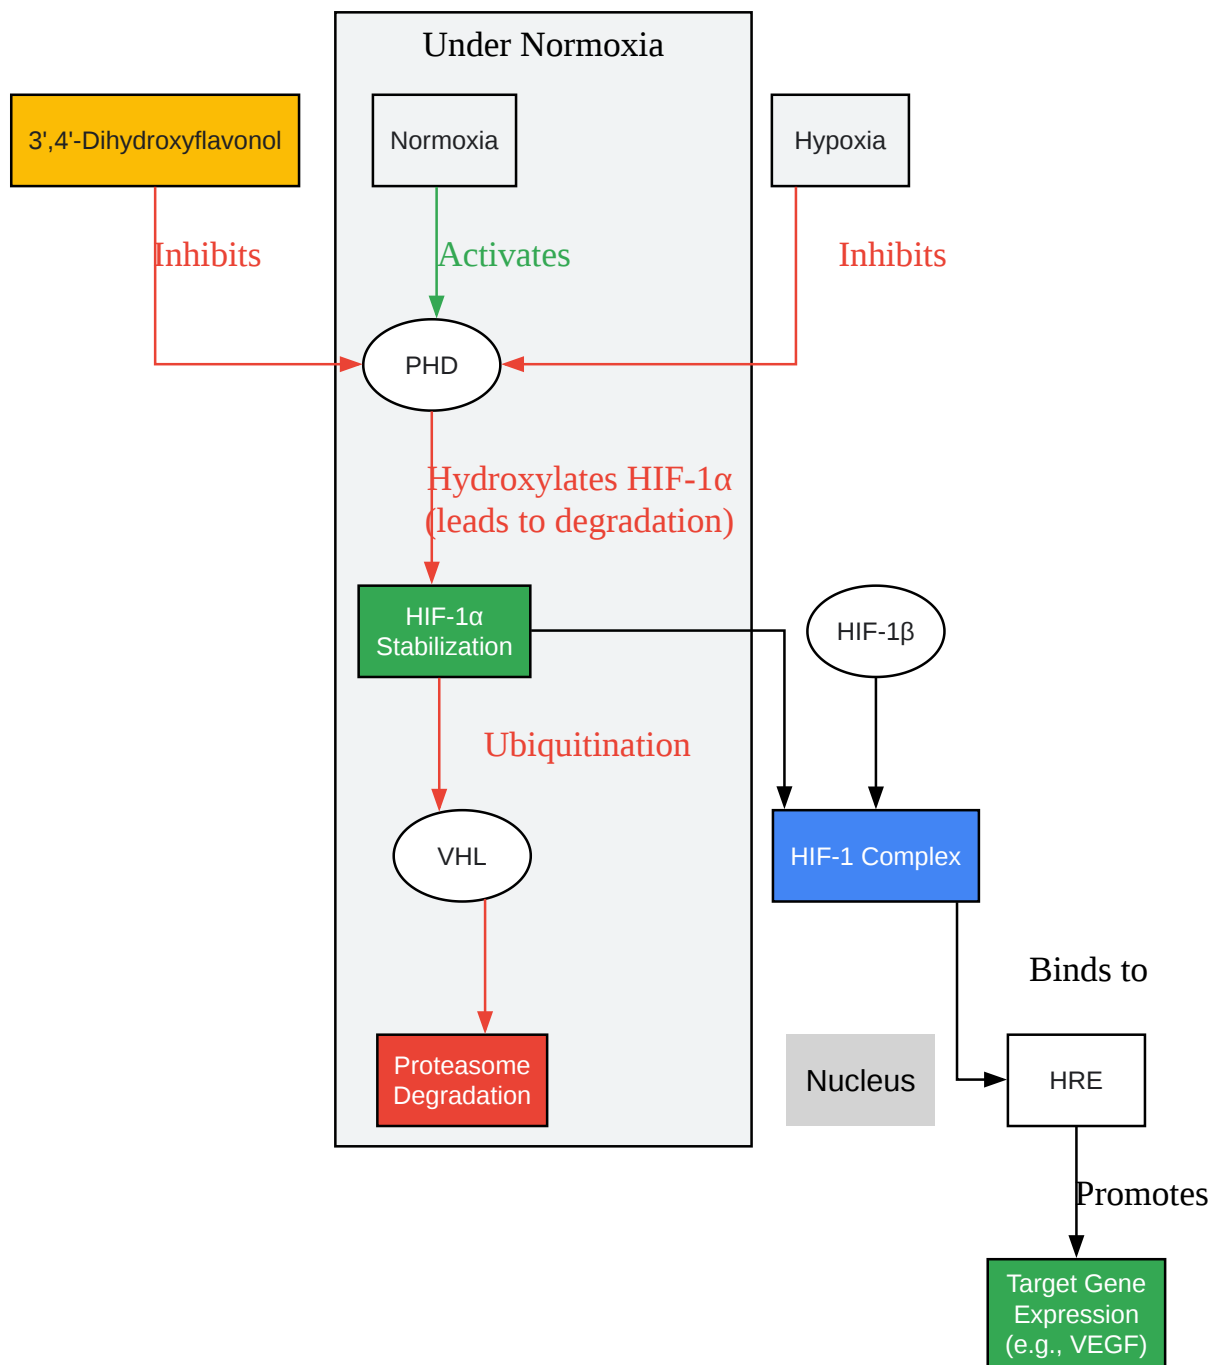 Under Normoxia
3',4'-Dihydroxyflavonol
Normoxia
Hypoxia
Inhibits
Activates
Inhibits
PHD
Hydroxylates HIF-1α
(leads to degradation)
HIF-1α
Stabilization
HIF-1β
Ubiquitination
VHL
HIF-1 Complex
Binds to
Proteasome
Degradation
Nucleus
HRE
Promotes
Target Gene
Expression
(e.g., VEGF)